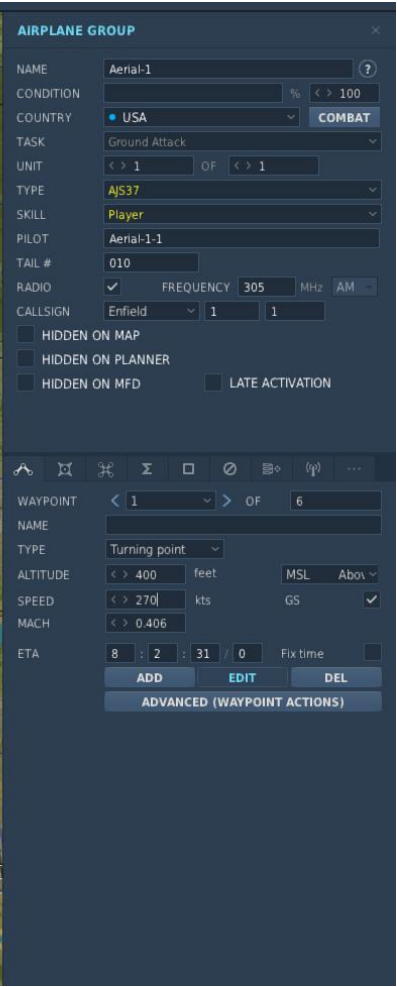 AIRPLANE GROUP ×
NAME Aerial-1 ?
CONDITION % < > 100
COUNTRY USA COMBAT
TASK Ground Attack
UNIT < > 1 OF < > 1
TYPE AJS37
SKILL Player
PILOT Aerial-1-1
TAIL # 010
RADIO FREQUENCY 305 MHz AM
CALLSIGN Enfield 1 1
HIDDEN ON MAP
HIDDEN ON PLANNER
HIDDEN ON MFD LATE ACTIVATION
WAYPOINT < 1 > OF 6
NAME
TYPE Turning point
ALTITUDE < > 400 feet MSL Abov
SPEED < > 270 kts GS
MACH < > 0.406
ETA 8 : 2 : 31 / 0 Fix time
ADD EDIT DEL
ADVANCED (WAYPOINT ACTIONS)